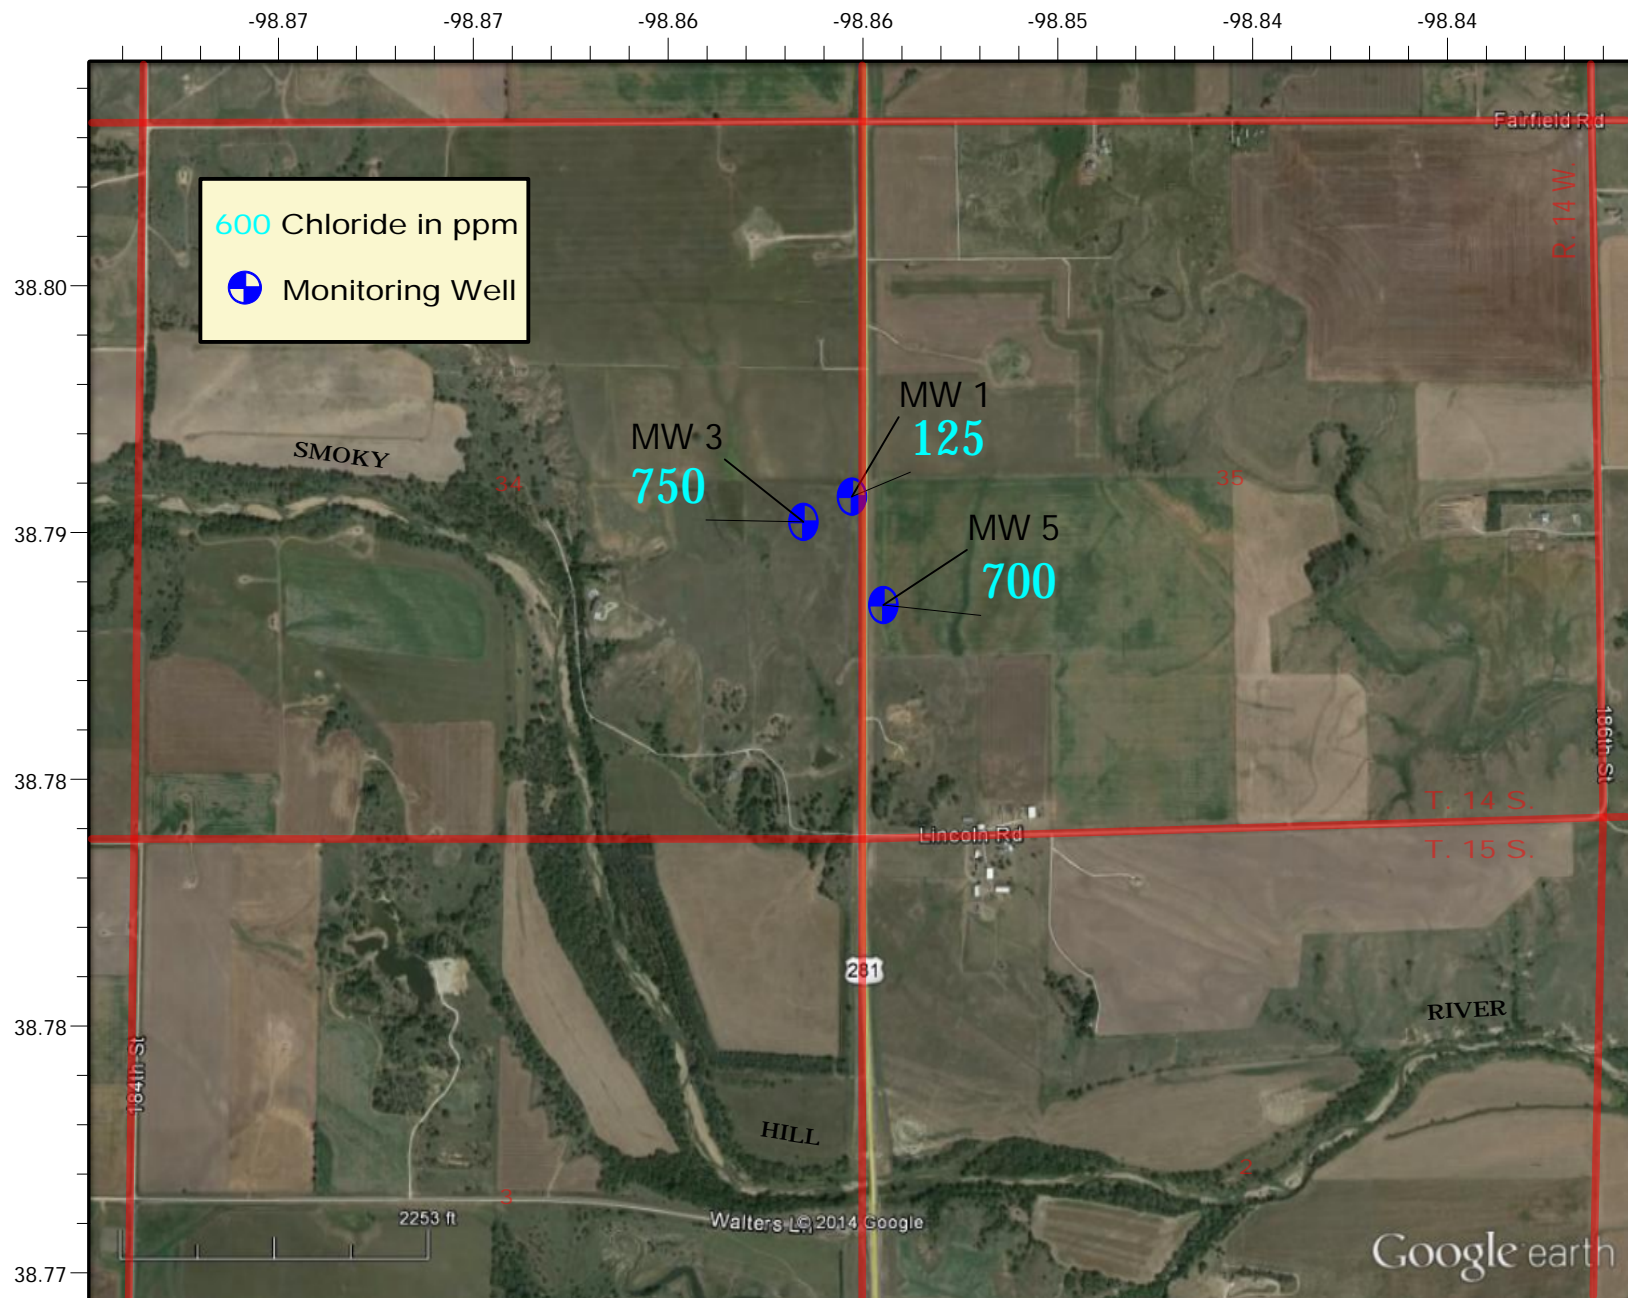 -98.87 -98.87 -98.86 -98.86 -98.85 -98.84 -98.84
Fairfield Rd
R. 14 W.
600 Chloride in ppm
Monitoring Well
38.80
MW 1
125
MW 3
750
SMOKY
34
35
38.79
MW 5
700
186th St
38.78
T. 14 S.
Lincoln Rd
T. 15 S.
281
RIVER
38.78
184th St
HILL
2
3
2253 ft
Walters Ln © 2014 Google
Google earth
38.77